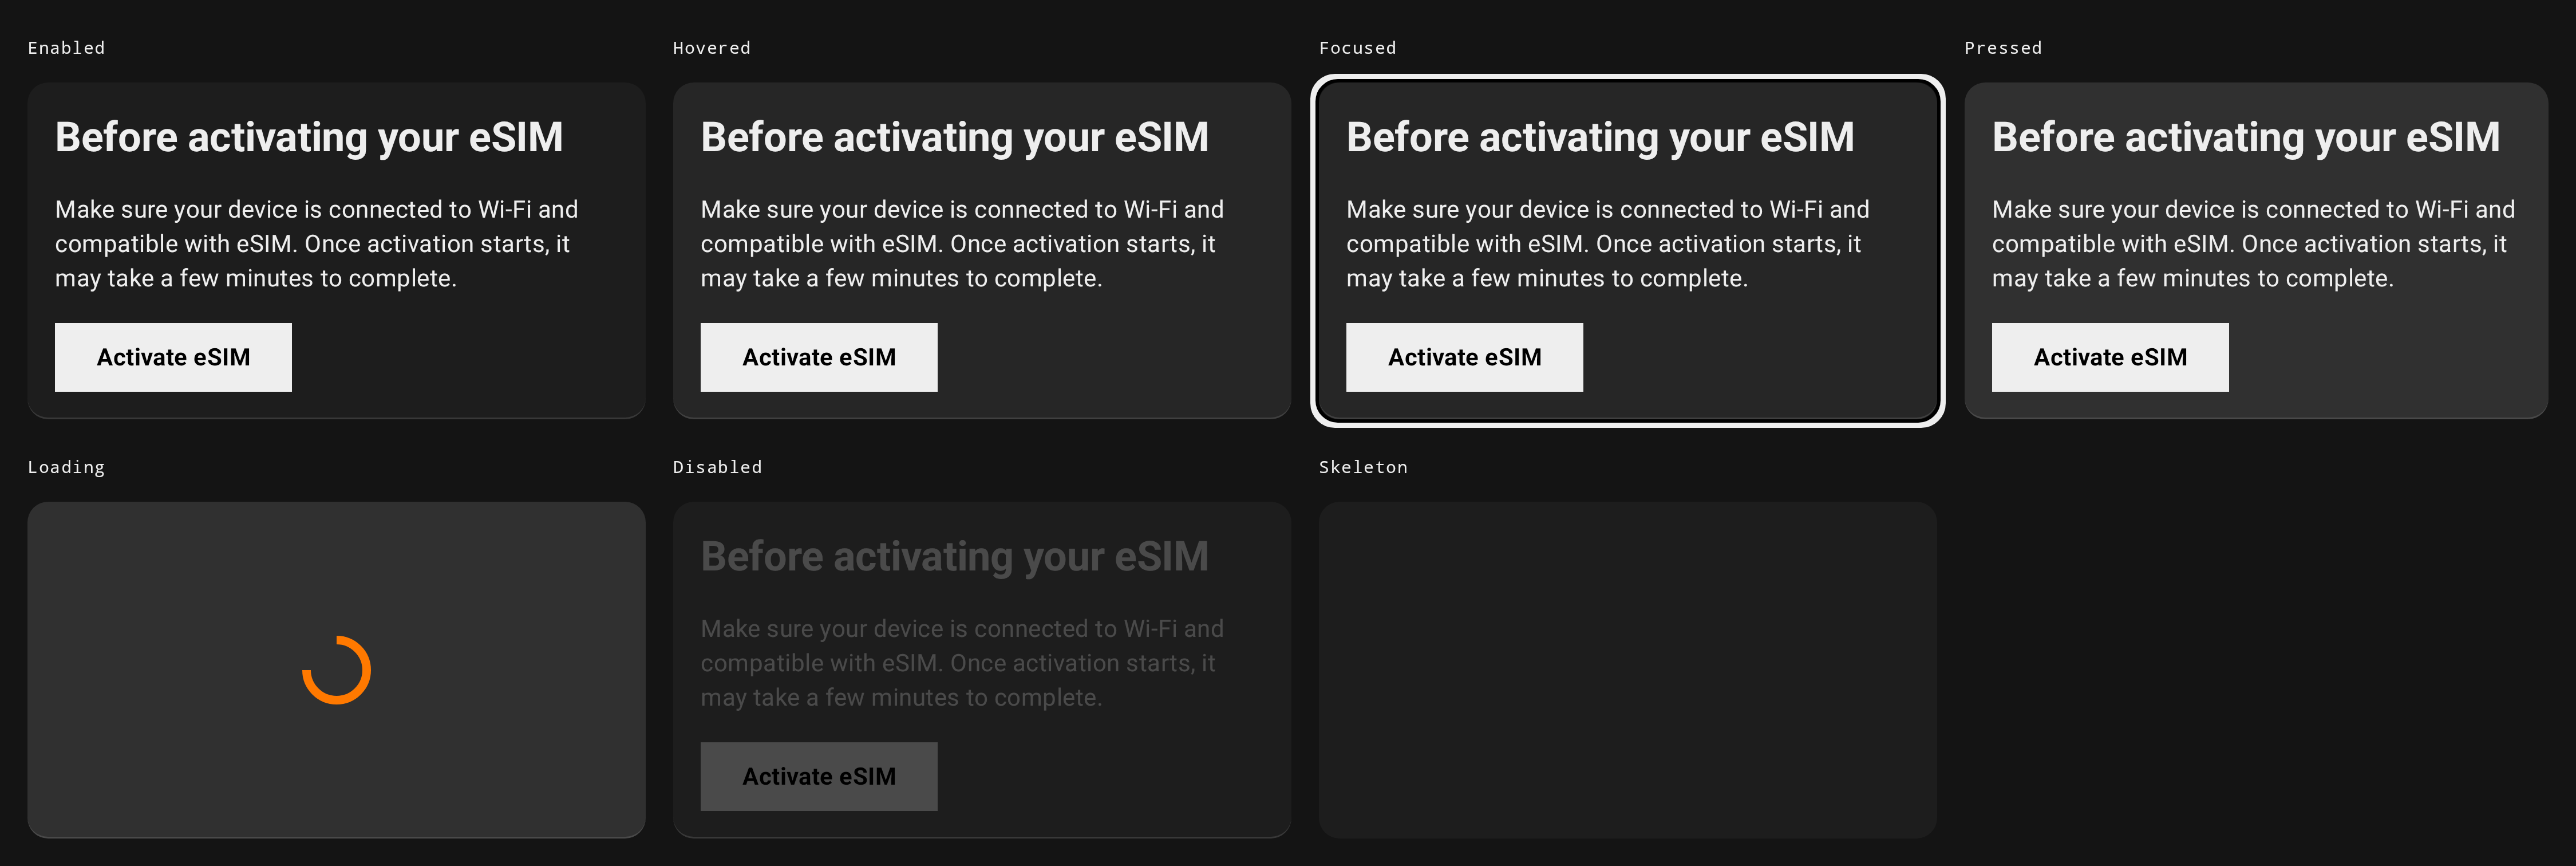 Enabled
Before activating your eSIM
Make sure your device is connected to Wi-Fi and
compatible with eSIM. Once activation starts, it
may take a few minutes to complete.
Activate eSIM
Hovered
Before activating your eSIM
Make sure your device is connected to Wi-Fi and
compatible with eSIM. Once activation starts, it
may take a few minutes to complete.
Activate eSIM
Focused
Before activating your eSIM
Make sure your device is connected to Wi-Fi and
compatible with eSIM. Once activation starts, it
may take a few minutes to complete.
Activate eSIM
Pressed
Before activating your eSIM
Make sure your device is connected to Wi-Fi and
compatible with eSIM. Once activation starts, it
may take a few minutes to complete.
Activate eSIM
Loading
Disabled
Before activating your eSIM
Make sure your device is connected to Wi-Fi and
compatible with eSIM. Once activation starts, it
may take a few minutes to complete.
Activate eSIM
Skeleton